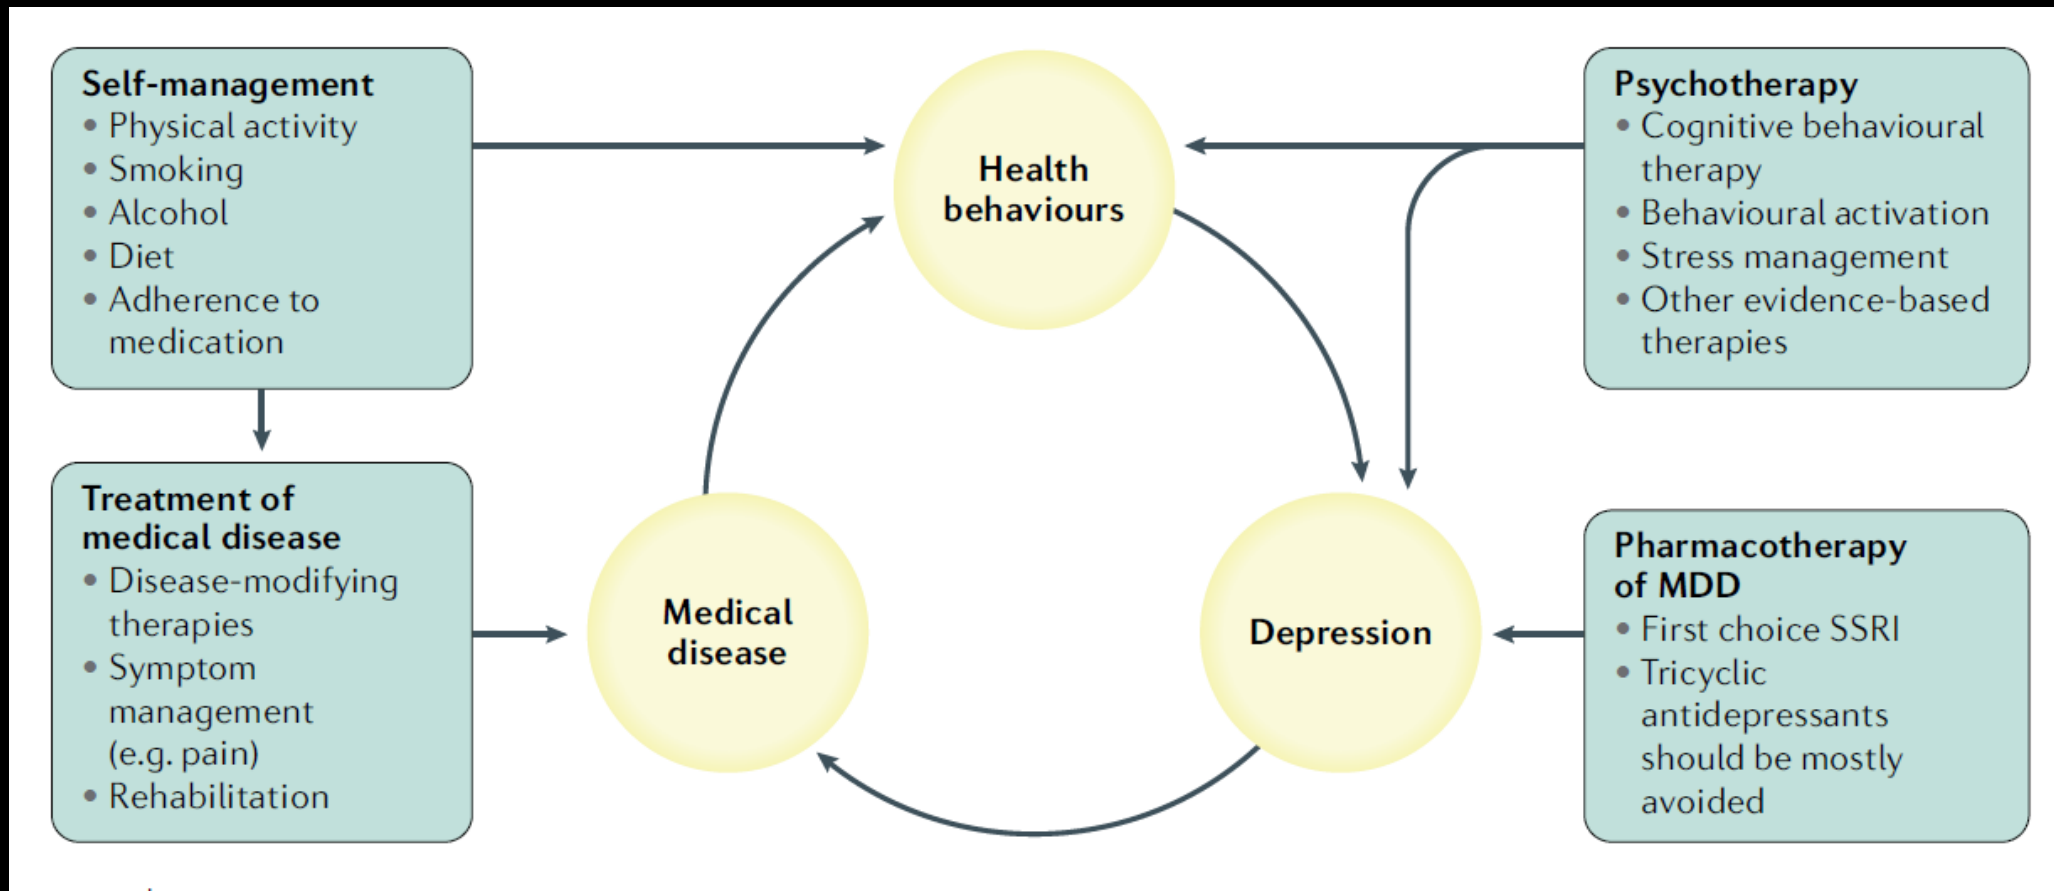 Self-management
• Physical activity
• Smoking
• Alcohol
• Diet
• Adherence to
medication
Treatment of
medical disease
• Disease-modifying
therapies
• Symptom
management
(e.g. pain)
• Rehabilitation
Health
behaviours
Medical
disease
Depression
Psychotherapy
• Cognitive behavioural
therapy
• Behavioural activation
• Stress management
• Other evidence-based
therapies
Pharmacotherapy
of MDD
• First choice SSRI
• Tricyclic
antidepressants
should be mostly
avoided